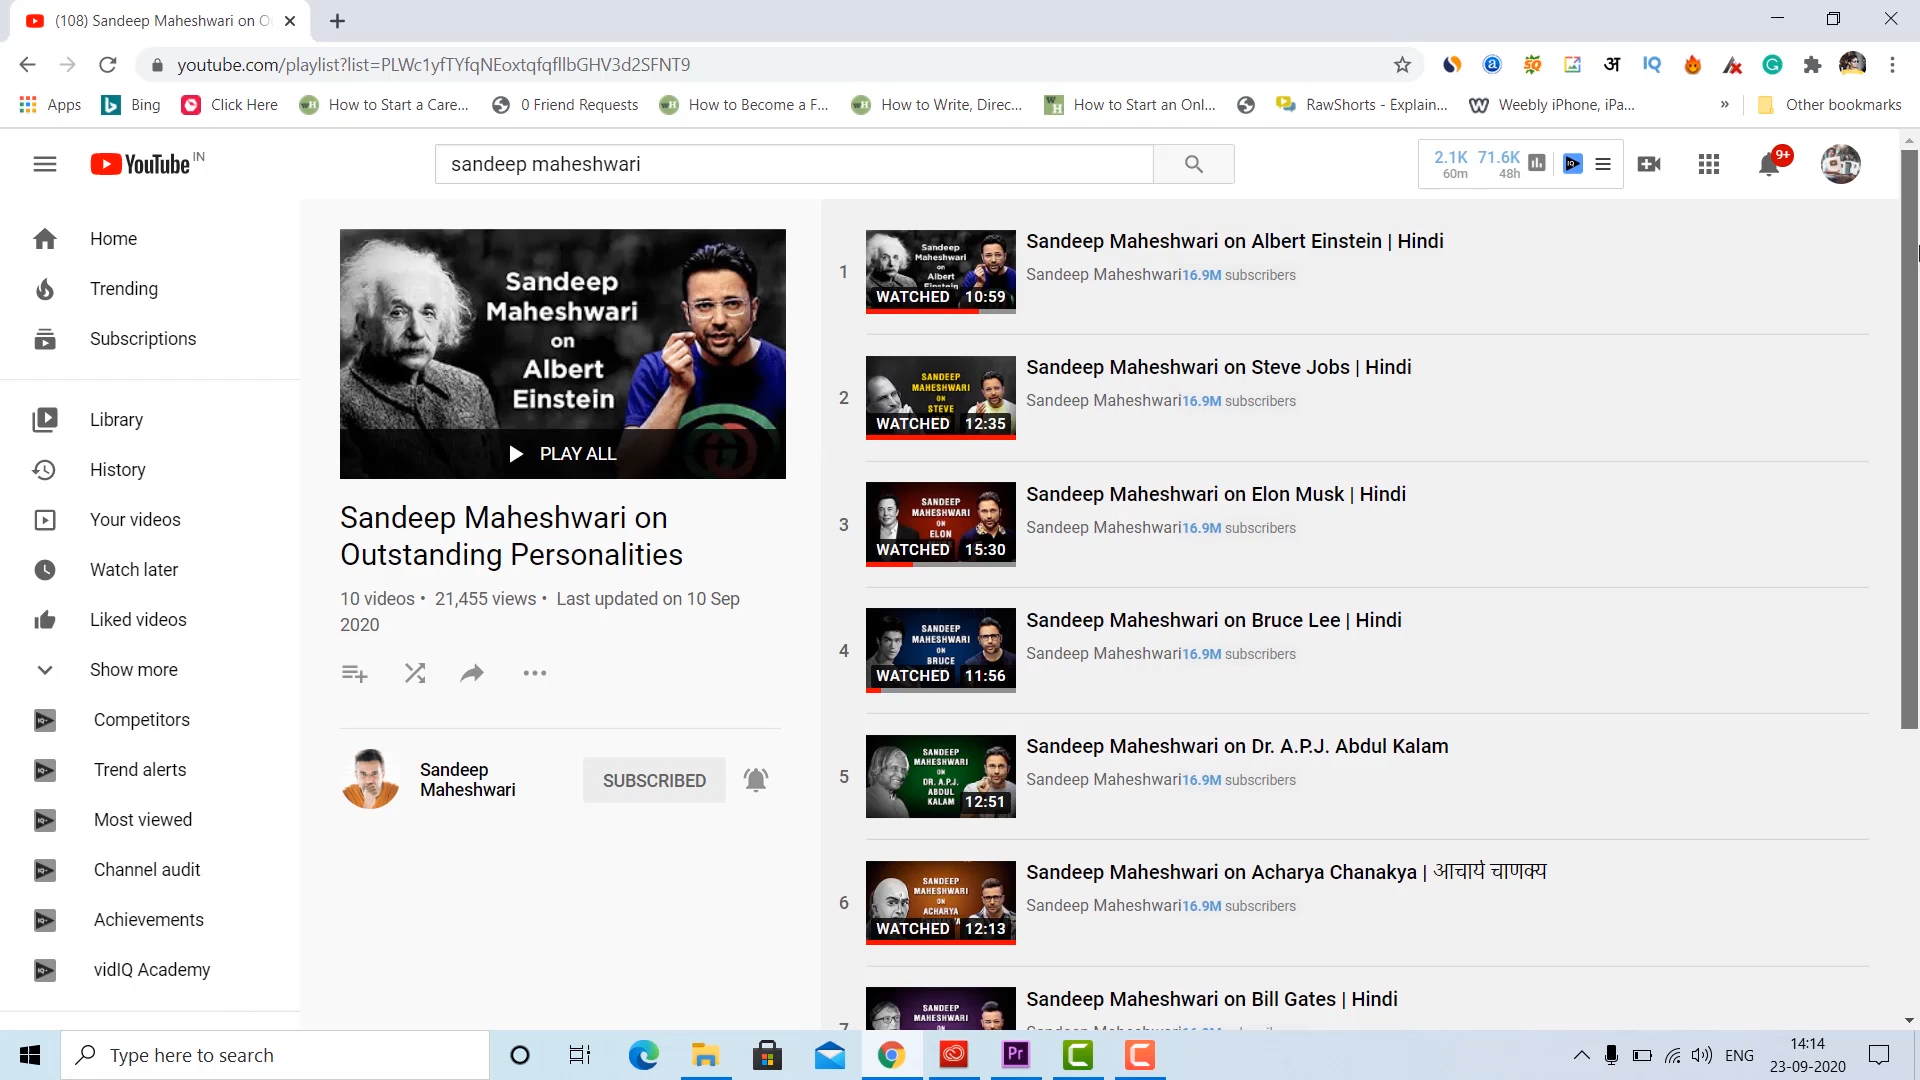 (108) Sandeep Maheshwari on O
youtube.com/playlist?list=PLWc1yfTYfqNEoxtqfqfllbGHV3d2SFNT9
Apps
Bing
Click Here
How to Start a Care...
0 Friend Requests
How to Become a F...
How to Write, Direc...
How to Start an Onl...
RawShorts - Explain...
Weebly iPhone, iPa...
»
Other bookmarks
YouTube IN
sandeep maheshwari
2.1K 71.6K
60m 48h
9+
Home
Trending
Subscriptions
Library
History
Your videos
Watch later
Liked videos
Show more
Competitors
Trend alerts
Most viewed
Channel audit
Achievements
vidIQ Academy
Sandeep
Maheshwari
on
Albert
Einstein
PLAY ALL
Sandeep Maheshwari on
Outstanding Personalities
10 videos • 21,455 views • Last updated on 10 Sep
2020
Sandeep
Maheshwari
SUBSCRIBED
1
Sandeep
Maheshwari
on
Albert
Einstein
WATCHED 10:59
Sandeep Maheshwari on Albert Einstein | Hindi
Sandeep Maheshwari16.9M subscribers
2
SANDEEP
MAHESHWARI
ON
STEVE
WATCHED 12:35
Sandeep Maheshwari on Steve Jobs | Hindi
Sandeep Maheshwari16.9M subscribers
3
SANDEEP
MAHESHWARI
ON
ELON
WATCHED 15:30
Sandeep Maheshwari on Elon Musk | Hindi
Sandeep Maheshwari16.9M subscribers
4
SANDEEP
MAHESHWARI
ON
BRUCE
WATCHED 11:56
Sandeep Maheshwari on Bruce Lee | Hindi
Sandeep Maheshwari16.9M subscribers
5
SANDEEP
MAHESHWARI
ON
DR. A.P.J.
ABDUL
KALAM
12:51
Sandeep Maheshwari on Dr. A.P.J. Abdul Kalam
Sandeep Maheshwari16.9M subscribers
6
SANDEEP
MAHESHWARI
ON
ACHARYA
WATCHED 12:13
Sandeep Maheshwari on Acharya Chanakya | आचार्य चाणक्य
Sandeep Maheshwari16.9M subscribers
7
SANDEEP
MAHESHWARI
ON
Sandeep Maheshwari on Bill Gates | Hindi
Type here to search
ENG
14:14
23-09-2020